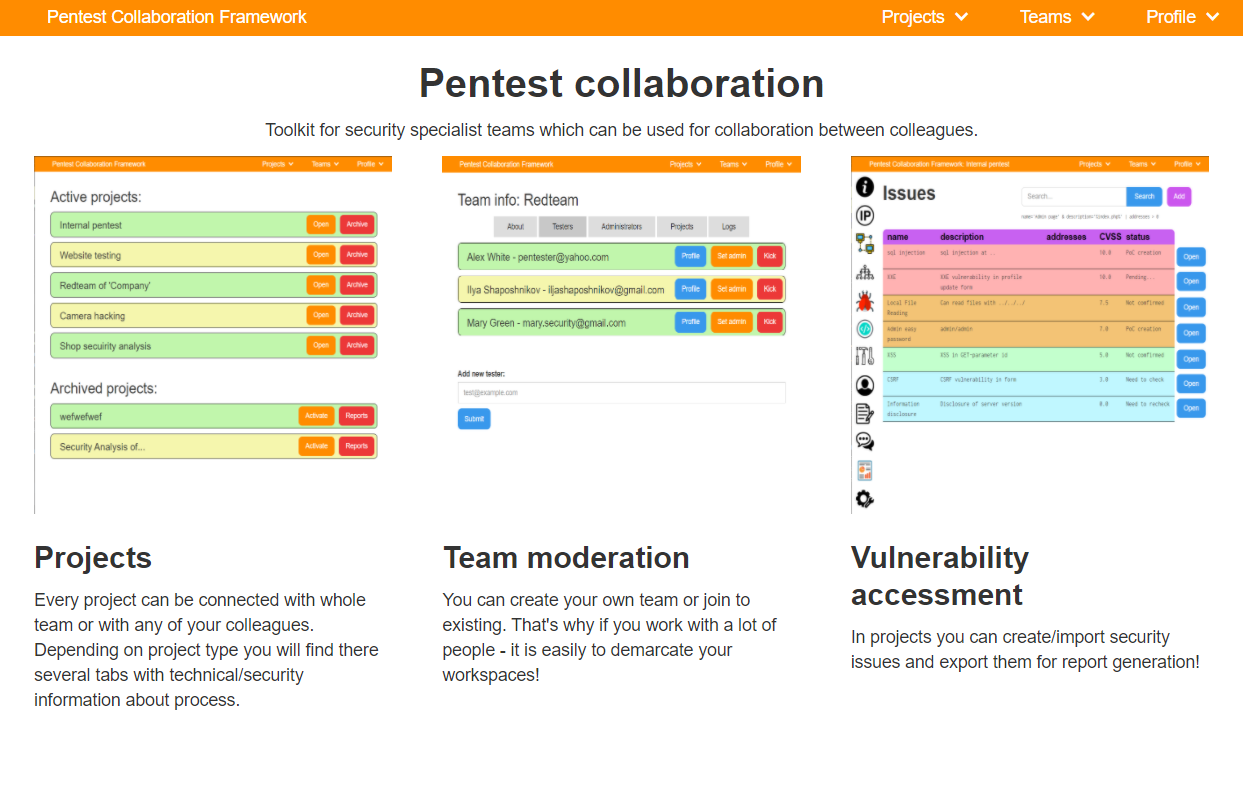 Pentest Collaboration Framework
Projects
Teams
Profile
Pentest collaboration
Toolkit for security specialist teams which can be used for collaboration between colleagues.
Pentest Collaboration Framework
Projects
Teams
Profile
Active projects:
Internal pentest
Open
Archive
Website testing
Open
Archive
Redteam of 'Company'
Open
Archive
Camera hacking
Open
Archive
Shop secuirity analysis
Open
Archive
Archived projects:
wefwefwef
Activate
Reports
Security Analysis of...
Activate
Reports
Pentest Collaboration Framework
Projects
Teams
Profile
Team info: Redteam
About
Testers
Administrators
Projects
Logs
Alex White - pentester@yahoo.com
Profile
Set admin
Kick
Ilya Shaposhnikov - iljashaposhnikov@gmail.com
Profile
Set admin
Kick
Mary Green - mary.security@gmail.com
Profile
Set admin
Kick
Add new tester:
test@example.com
Submit
Pentest Collaboration Framework: Internal pentest
Projects
Teams
Profile
IP
Issues
Search...
Search
Add
name description addresses CVSS status
sql injection sql injection at .. 10.0 PoC creation
Open
XXE XXE vulnerability in profile 10.0 Pending...
update form
Open
Local File Can read files with ../../../ 7.5 Not confirmed
Reading
Open
Admin easy admin/admin 7.0 PoC creation
password
Open
XSS XSS in GET-parameter id 5.0 Not confirmed
Open
CSRF CSRF vulnerability in form 3.0 Need to check
Open
Information Disclosure of server version 0.0 Need to recheck
disclosure
Open
Projects
Every project can be connected with whole
team or with any of your colleagues.
Depending on project type you will find there
several tabs with technical/security
information about process.
Team moderation
You can create your own team or join to
existing. That's why if you work with a lot of
people - it is easily to demarcate your
workspaces!
Vulnerability
accessment
In projects you can create/import security
issues and export them for report generation!